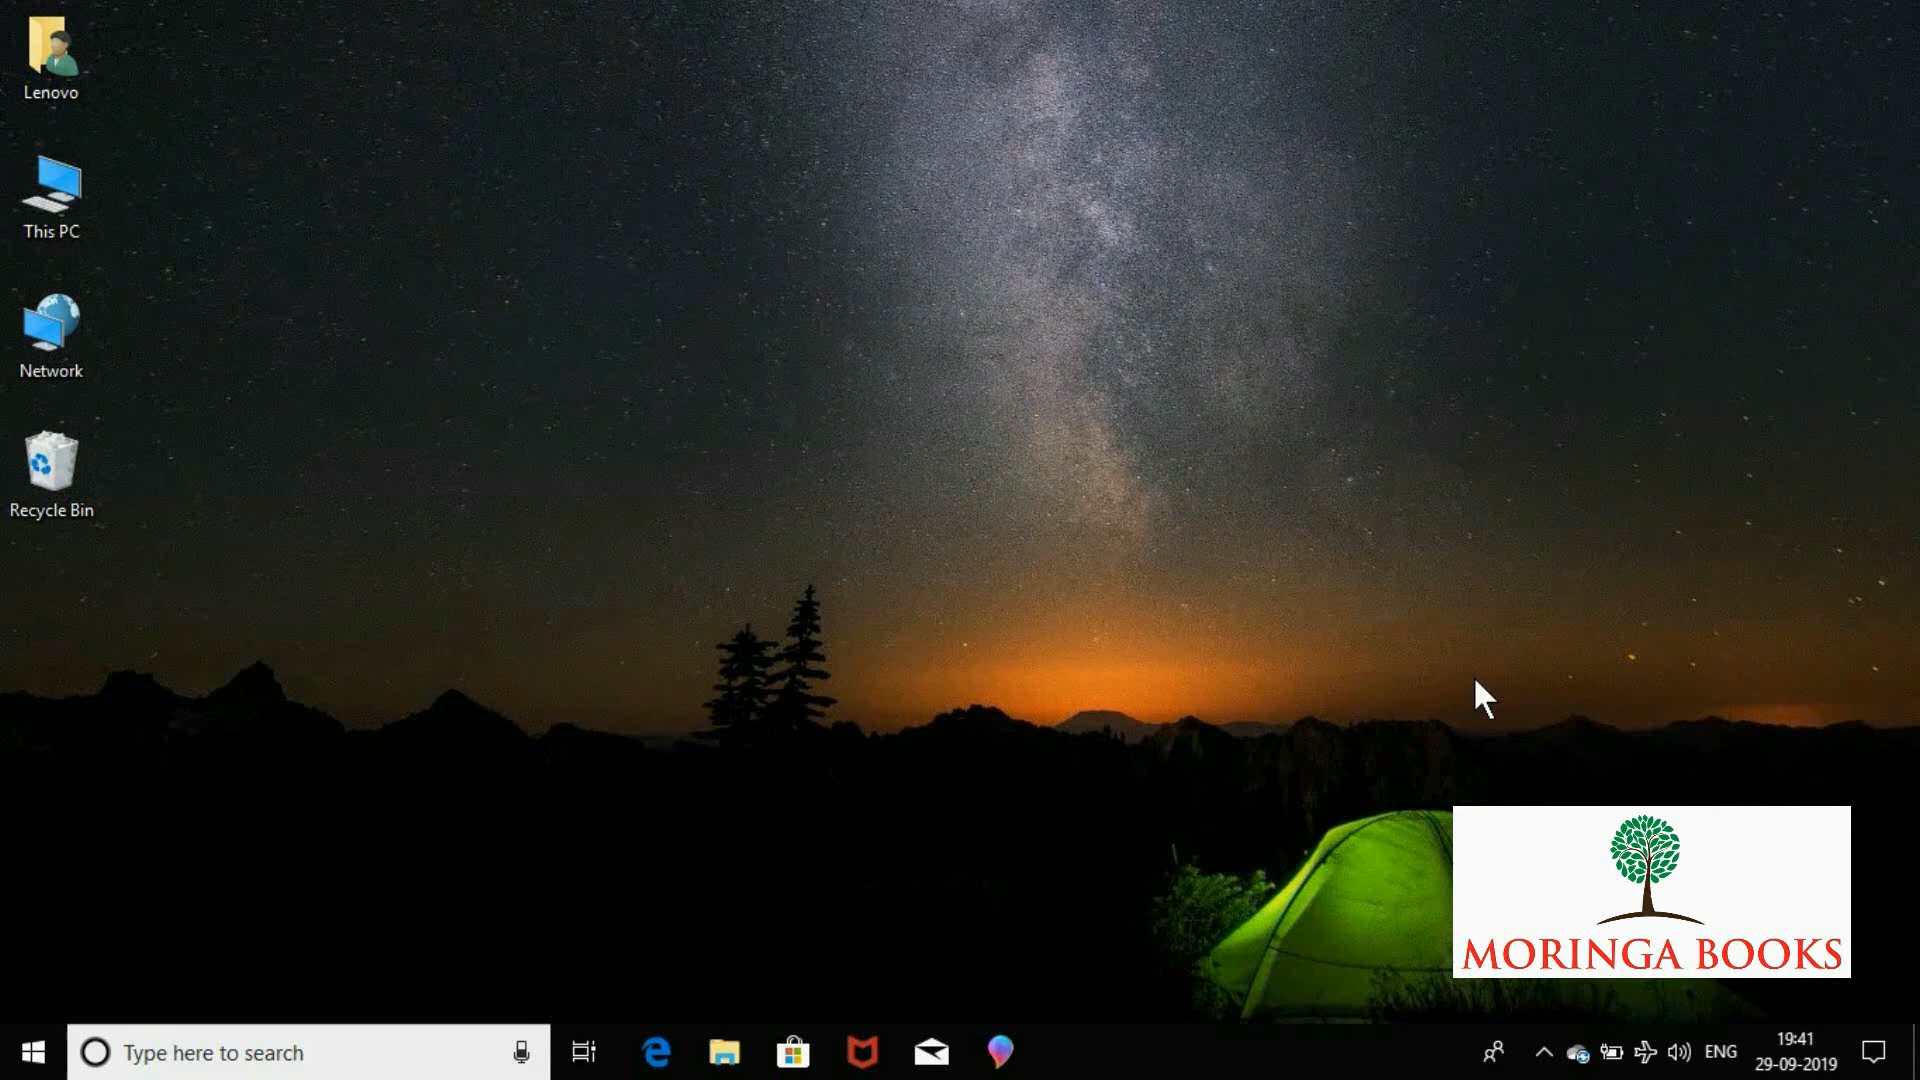 Lenovo
This PC
Network
Recycle Bin
MORINGA BOOKS
Type here to search
ENG
19:41
29-09-2019